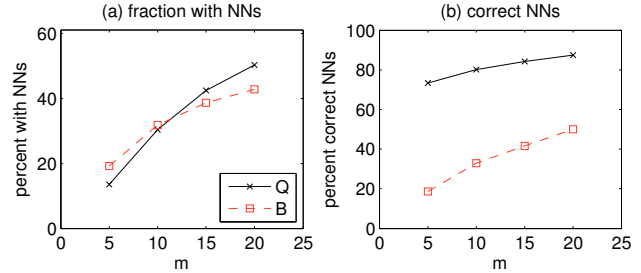 (a) fraction with NNs
percent with NNs
60
40
20
0
0 5 10 15 20 25
m
Q
B
(b) correct NNs
percent correct NNs
100
80
60
40
20
0
0 5 10 15 20 25
m